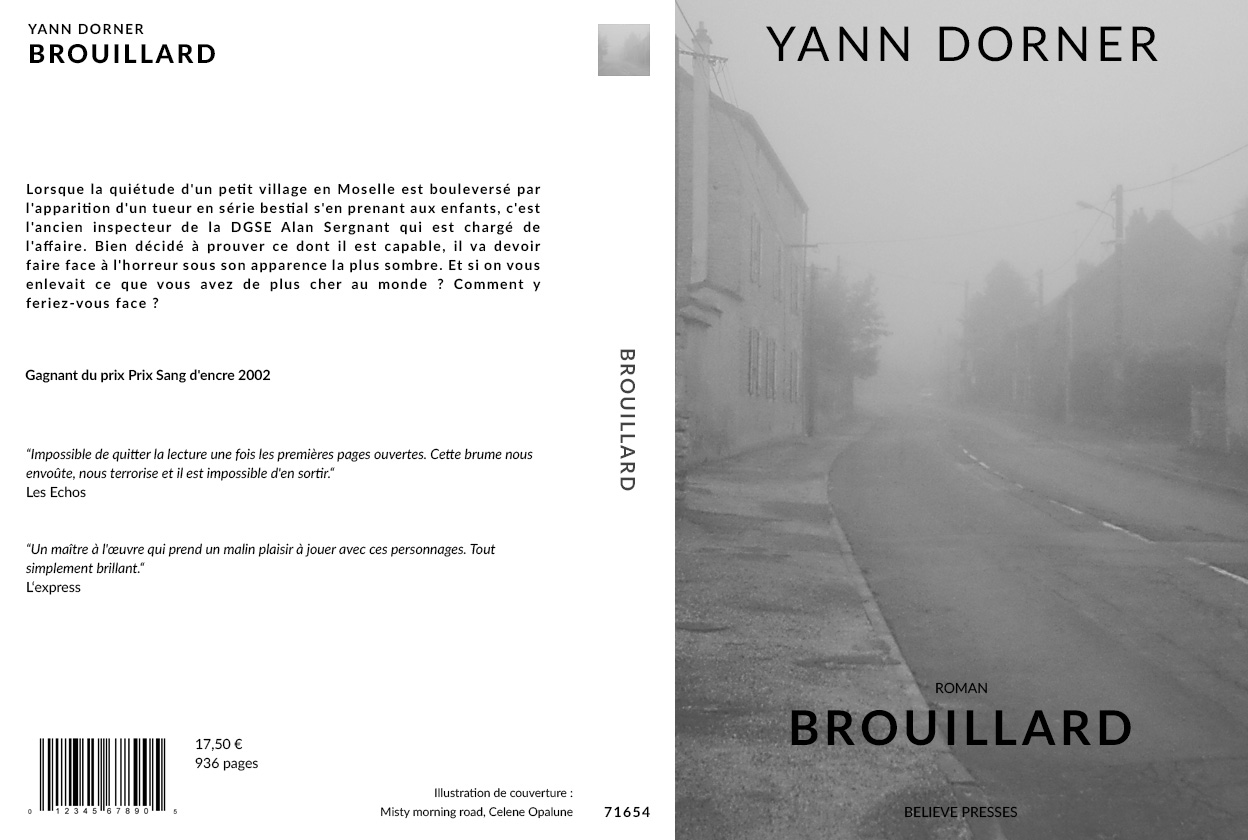 YANN DORNER
BROUILLARD
Lorsque la quiétude d'un petit village en Moselle est bouleversé par
l'apparition d'un tueur en série bestial s'en prenant aux enfants, c'est
l'ancien inspecteur de la DGSE Alan Sergnant qui est chargé de
l'affaire. Bien décidé à prouver ce dont il est capable, il va devoir
faire face à l'horreur sous son apparence la plus sombre. Et si on vous
enlevait ce que vous avez de plus cher au monde ? Comment y
feriez-vous face ?
Gagnant du prix Prix Sang d'encre 2002
“Impossible de quitter la lecture une fois les premières pages ouvertes. Cette brume nous
envoûte, nous terrorise et il est impossible d'en sortir.“
Les Echos
“Un maître à l'œuvre qui prend un malin plaisir à jouer avec ces personnages. Tout
simplement brillant.“
L‘express
17,50 €
936 pages
0 12345 67890 5
Illustration de couverture :
Misty morning road, Celene Opalune
BROUILLARD
71654
YANN DORNER
ROMAN
BROUILLARD
BELIEVE PRESSES